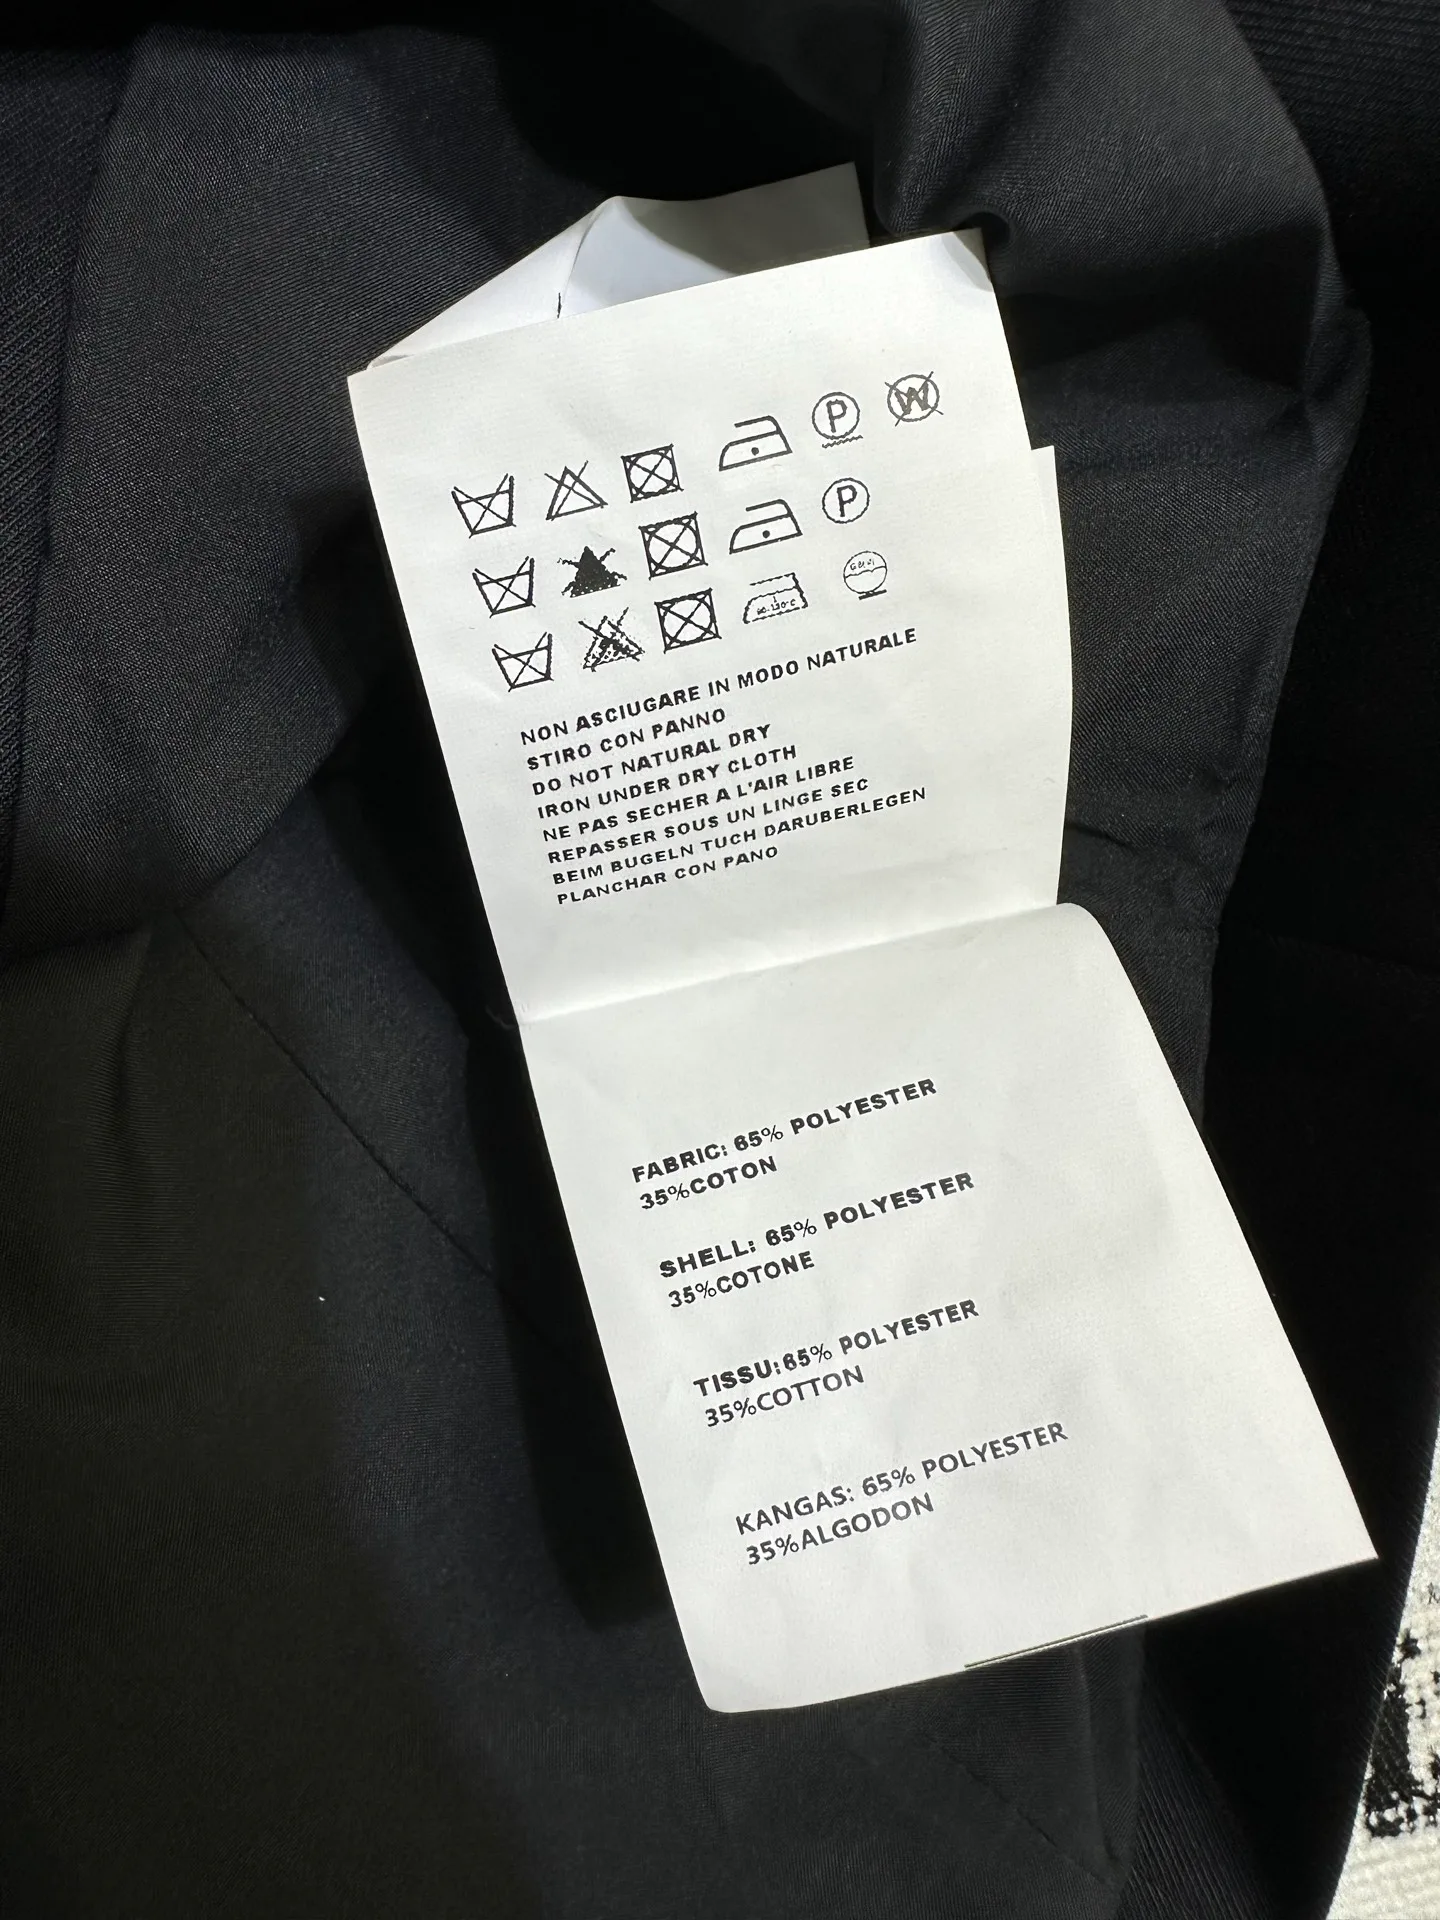 P W
P
NON ASCIUGARE IN MODO NATURALE
STIRO CON PANNO
DO NOT NATURAL DRY
IRON UNDER DRY CLOTH
NE PAS SECHER A L'AIR LIBRE
REPASSER SOUS UN LINGE SEC
BEIM BUGELN TUCH DARUBERLEGEN
PLANCHAR CON PANO
FABRIC: 65% POLYESTER
35%COTON
SHELL: 65% POLYESTER
35%COTONE
TISSU:65% POLYESTER
35%COTTON
KANGAS: 65% POLYESTER
35%ALGODON